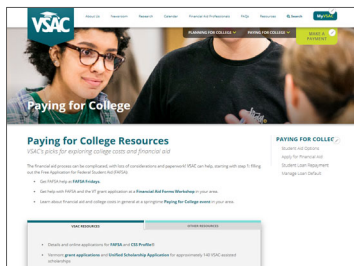 VSAC
About Us Newsroom Research Calendar Financial Aid Professionals FAQs Resources Search MyVSAC
PLANNING FOR COLLEGE PAYING FOR COLLEGE MAKE A PAYMENT
Paying for College
Paying for College Resources
VSAC's picks for exploring college costs and financial aid
The financial aid process can be complicated, with lots of considerations and paperwork! VSAC can help, starting with step 1: filling
out the Free Application for Federal Student Aid (FAFSA):
Get FAFSA help at FAFSA Fridays.
Get help with FAFSA and the VT grant application at a Financial Aid Forms Workshop in your area.
Learn about financial aid and college costs in general at a springtime Paying for College event in your area.
PAYING FOR COLLEGE
Student Aid Options
Apply for Financial Aid
Student Loan Repayment
Manage Loan Default
VSAC RESOURCES OTHER RESOURCES
Details and online applications for FAFSA and CSS Profile®
Vermont grant applications and Unified Scholarship Application for approximately 140 VSAC-assisted
scholarships